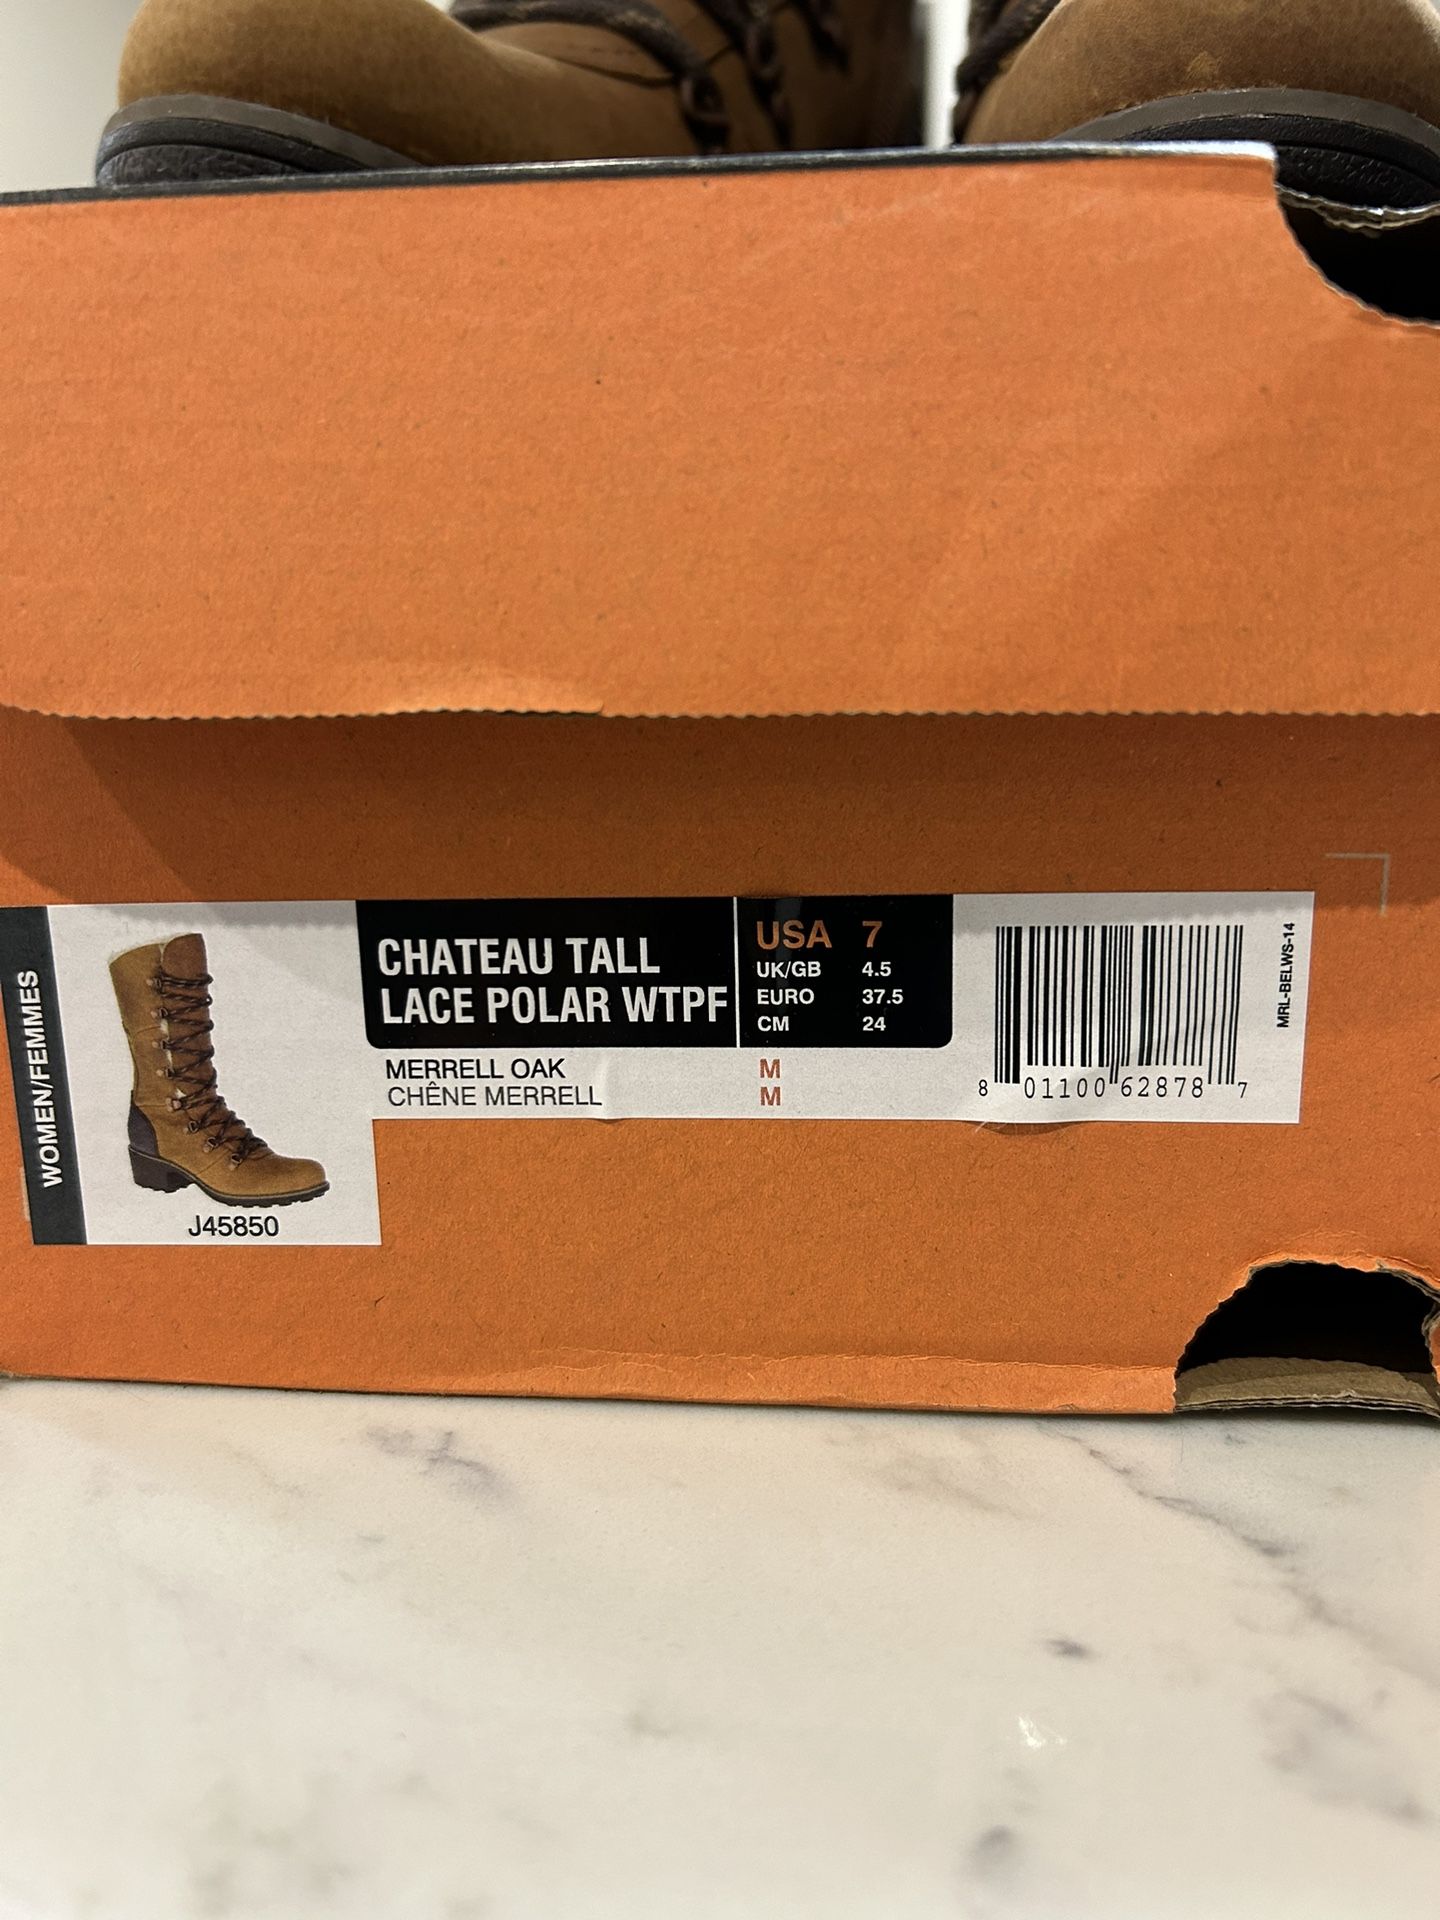 WOMEN/FEMMES
J45850
CHATEAU TALL
LACE POLAR WTPF
MERRELL OAK
CHÊNE MERRELL
USA 7
UK/GB 4.5
EURO 37.5
CM 24
M
M
8 01100 62878 7
MRL-BELWS-14